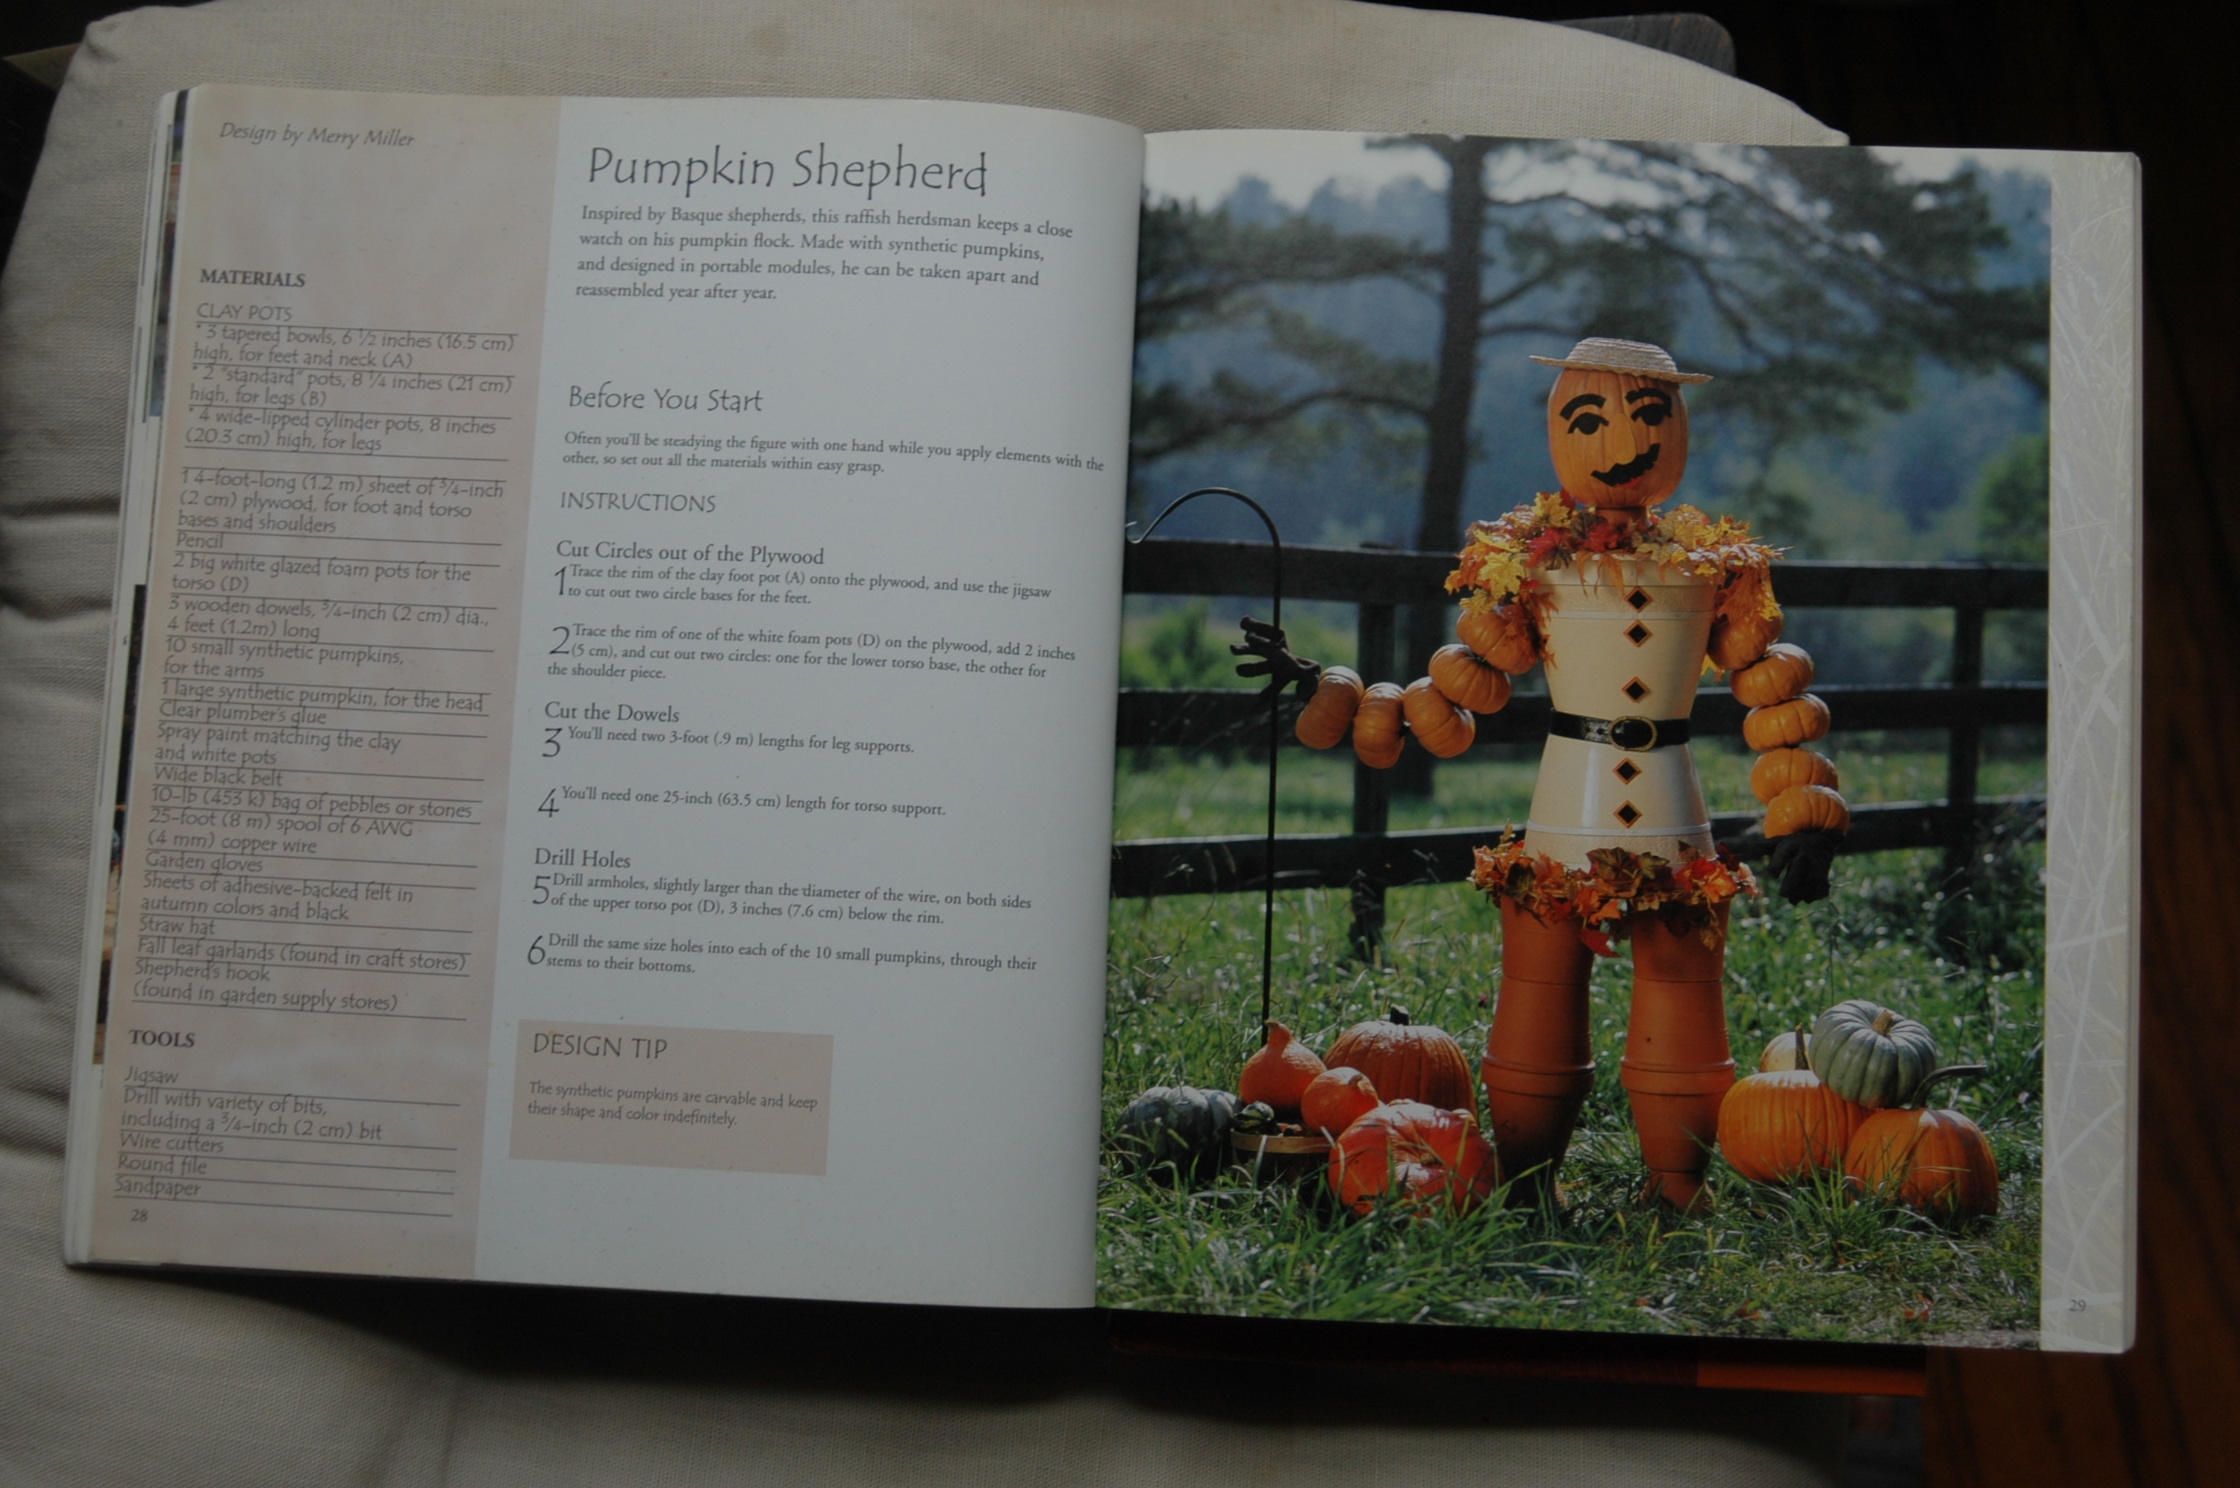 Design by Merry Miller
MATERIALS
CLAY POTS
* 3 tapered bowls, 6 ½ inches (16.5 cm)
high, for feet and neck (A)
* 2 "standard" pots, 8 ¼ inches (21 cm)
high, for legs (B)
* 4 wide-lipped cylinder pots, 8 inches
(20.3 cm) high, for legs
1 4-foot-long (1.2 m) sheet of ¾-inch
(2 cm) plywood, for foot and torso
bases and shoulders
Pencil
2 big white glazed foam pots for the
torso (D)
3 wooden dowels, ¾-inch (2 cm) dia.,
4 feet (1.2m) long
10 small synthetic pumpkins,
for the arms
1 large synthetic pumpkin, for the head
Clear plumber's glue
Spray paint matching the clay
and white pots
Wide black belt
10-lb (453 k) bag of pebbles or stones
25-foot (8 m) spool of 6 AWG
(4 mm) copper wire
Garden gloves
Sheets of adhesive-backed felt in
autumn colors and black
Straw hat
Fall leaf garlands (found in craft stores)
Shepherd's hook
(found in garden supply stores)
TOOLS
Jigsaw
Drill with variety of bits,
including a ¾-inch (2 cm) bit
Wire cutters
Round file
Sandpaper
28
Pumpkin Shepherd
Inspired by Basque shepherds, this raffish herdsman keeps a close
watch on his pumpkin flock. Made with synthetic pumpkins,
and designed in portable modules, he can be taken apart and
reassembled year after year.
Before You Start
Often you'll be steadying the figure with one hand while you apply elements with the
other, so set out all the materials within easy grasp.
INSTRUCTIONS
Cut Circles out of the Plywood
1 Trace the rim of the clay foot pot (A) onto the plywood, and use the jigsaw
to cut out two circle bases for the feet.
2 Trace the rim of one of the white foam pots (D) on the plywood, add 2 inches
(5 cm), and cut out two circles: one for the lower torso base, the other for
the shoulder piece.
Cut the Dowels
3 You'll need two 3-foot (.9 m) lengths for leg supports.
4 You'll need one 25-inch (63.5 cm) length for torso support.
Drill Holes
5 Drill armholes, slightly larger than the diameter of the wire, on both sides
of the upper torso pot (D), 3 inches (7.6 cm) below the rim.
6 Drill the same size holes into each of the 10 small pumpkins, through their
stems to their bottoms.
DESIGN TIP
The synthetic pumpkins are carvable and keep
their shape and color indefinitely.
29